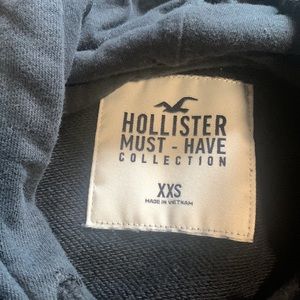 HOLLISTER
MUST - HAVE
COLLECTION
XXS
MADE IN VIETNAM